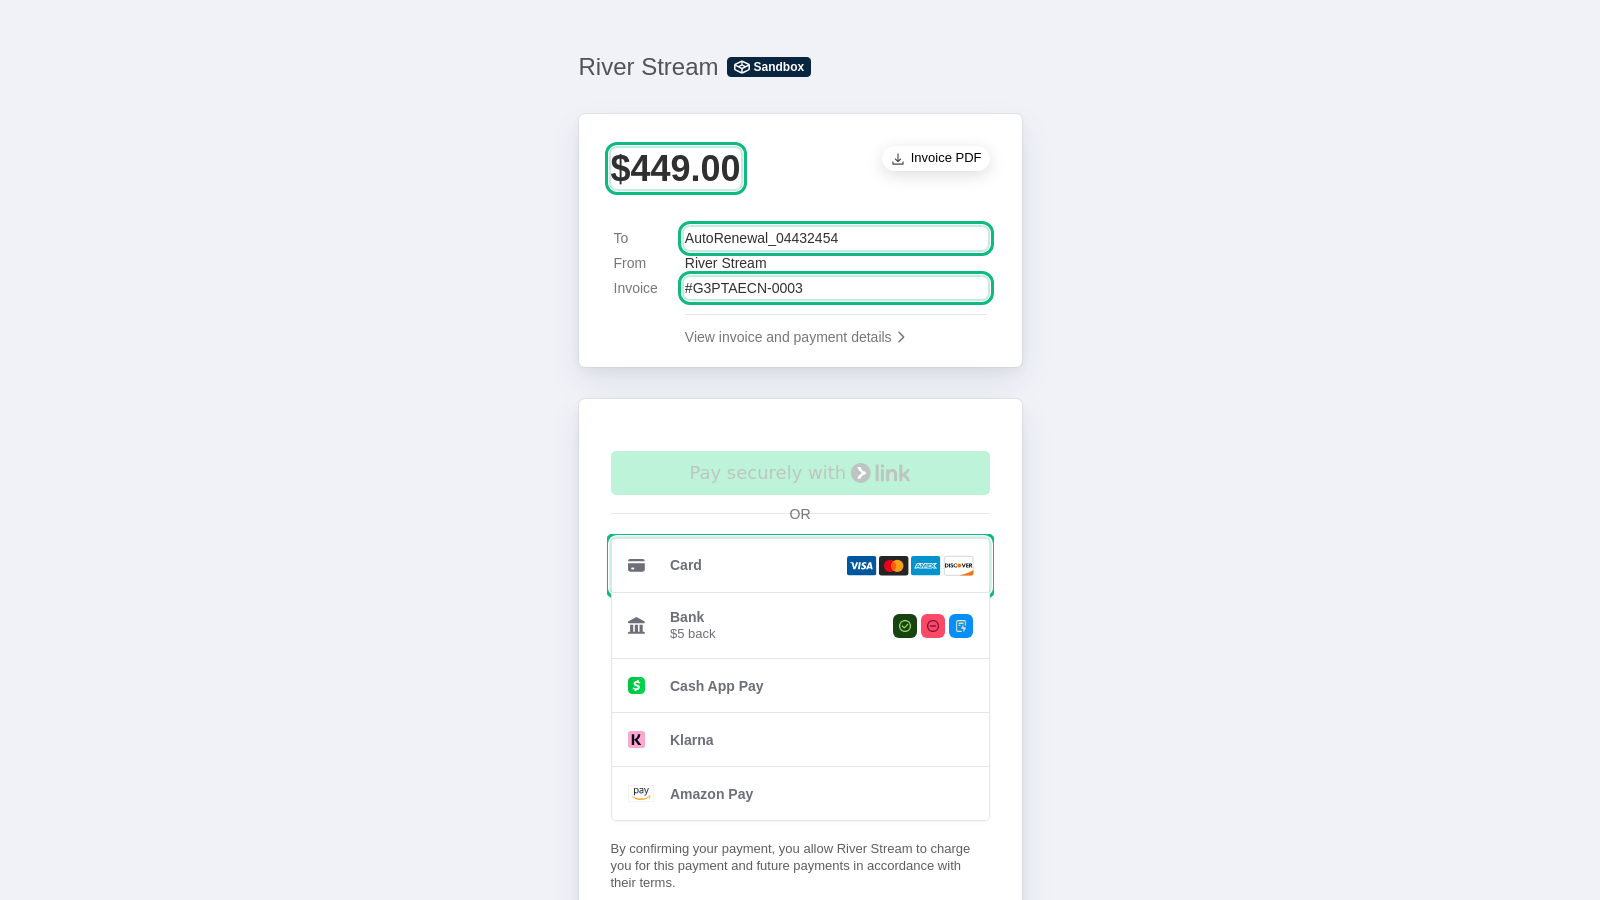 River Stream Sandbox
$449.00
Invoice PDF
To AutoRenewal_04432454
From River Stream
Invoice #G3PTAECN-0003
View invoice and payment details
Pay securely with link
OR
Card VISA AMEX DISCOVER
Bank
$5 back
Cash App Pay
Klarna
pay Amazon Pay
By confirming your payment, you allow River Stream to charge
you for this payment and future payments in accordance with
their terms.